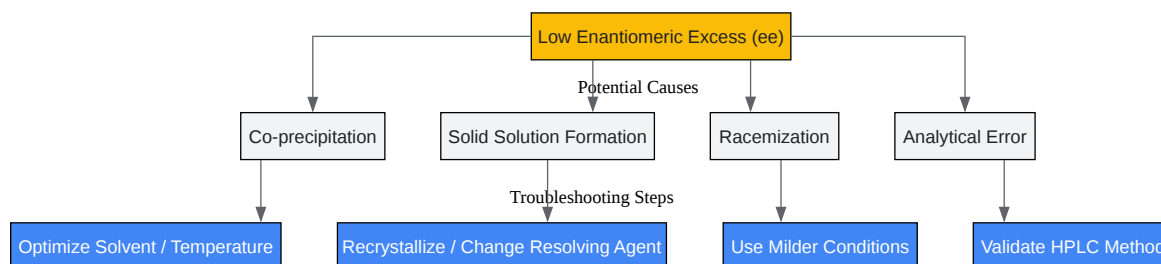 Low Enantiomeric Excess (ee)
Potential Causes
Co-precipitation
Solid Solution Formation
Racemization
Analytical Error
Troubleshooting Steps
Optimize Solvent / Temperature
Recrystallize / Change Resolving Agent
Use Milder Conditions
Validate HPLC Method